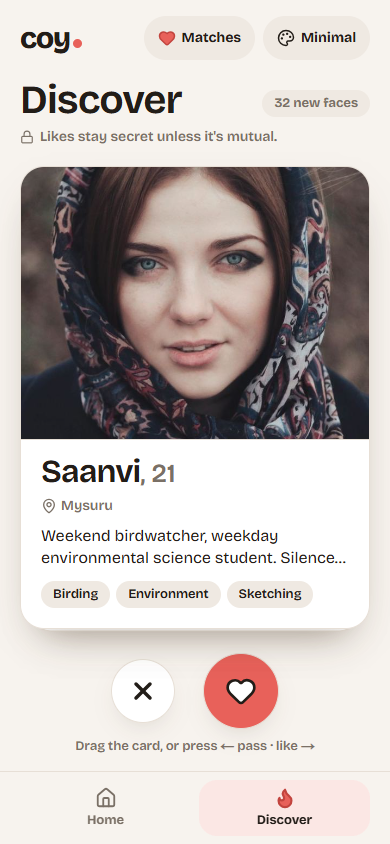 coy.
Matches
Minimal
Discover
32 new faces
Likes stay secret unless it's mutual.
Saanvi, 21
Mysuru
Weekend birdwatcher, weekday
environmental science student. Silence...
Birding
Environment
Sketching
Drag the card, or press ← pass · like →
Home
Discover